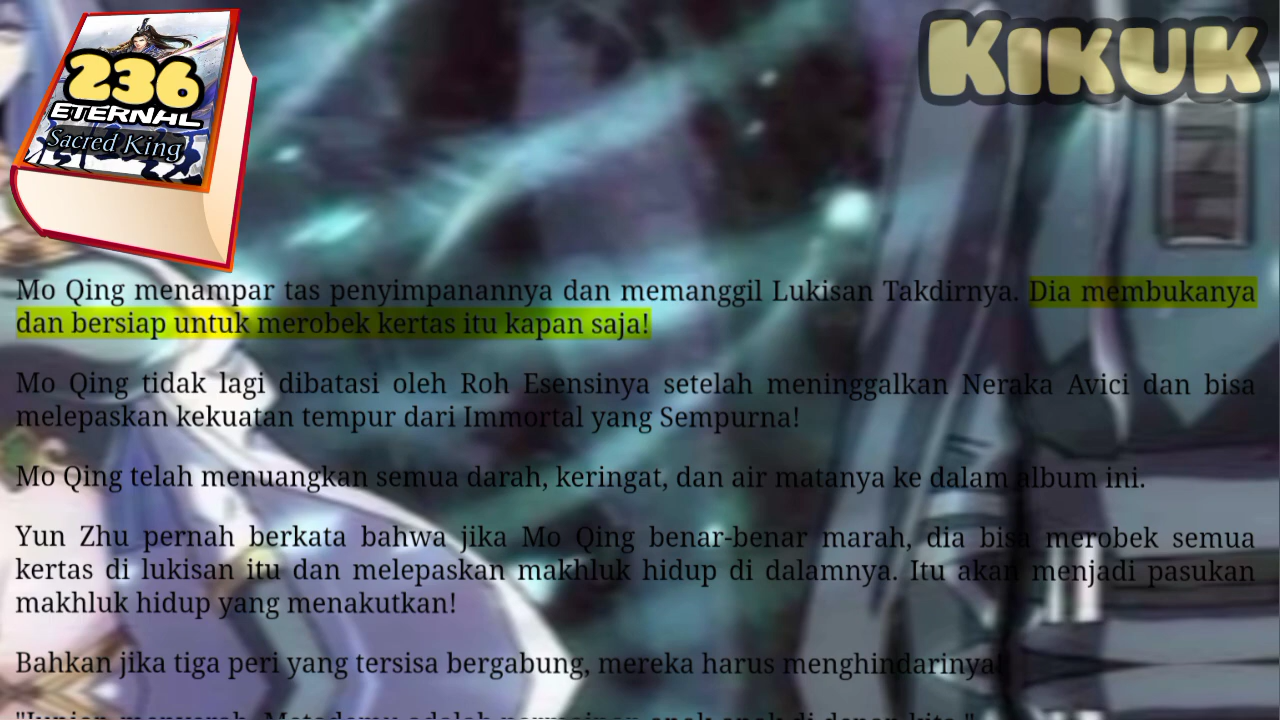 236
ETERNAL
Sacred King
KIKUK
Mo Qing menampar tas penyimpanannya dan memanggil Lukisan Takdirnya. Dia membukanya
dan bersiap untuk merobek kertas itu kapan saja!
Mo Qing tidak lagi dibatasi oleh Roh Esensinya setelah meninggalkan Neraka Avici dan bisa
melepaskan kekuatan tempur dari Immortal yang Sempurna!
Mo Qing telah menuangkan semua darah, keringat, dan air matanya ke dalam album ini.
Yun Zhu pernah berkata bahwa jika Mo Qing benar-benar marah, dia bisa merobek semua
kertas di lukisan itu dan melepaskan makhluk hidup di dalamnya. Itu akan menjadi pasukan
makhluk hidup yang menakutkan!
Bahkan jika tiga peri yang tersisa bergabung, mereka harus menghindarinya!